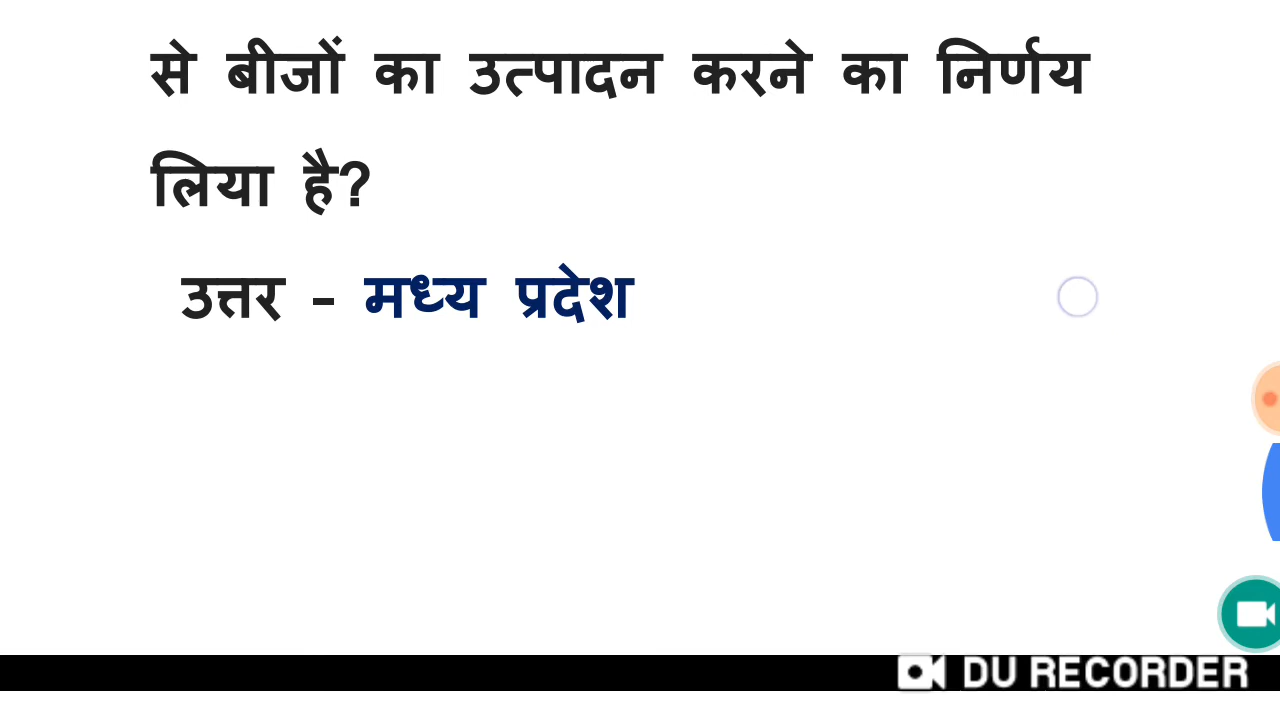 से बीजों का उत्पादन करने का निर्णय
लिया है?
उत्तर – मध्य प्रदेश
DU RECORDER